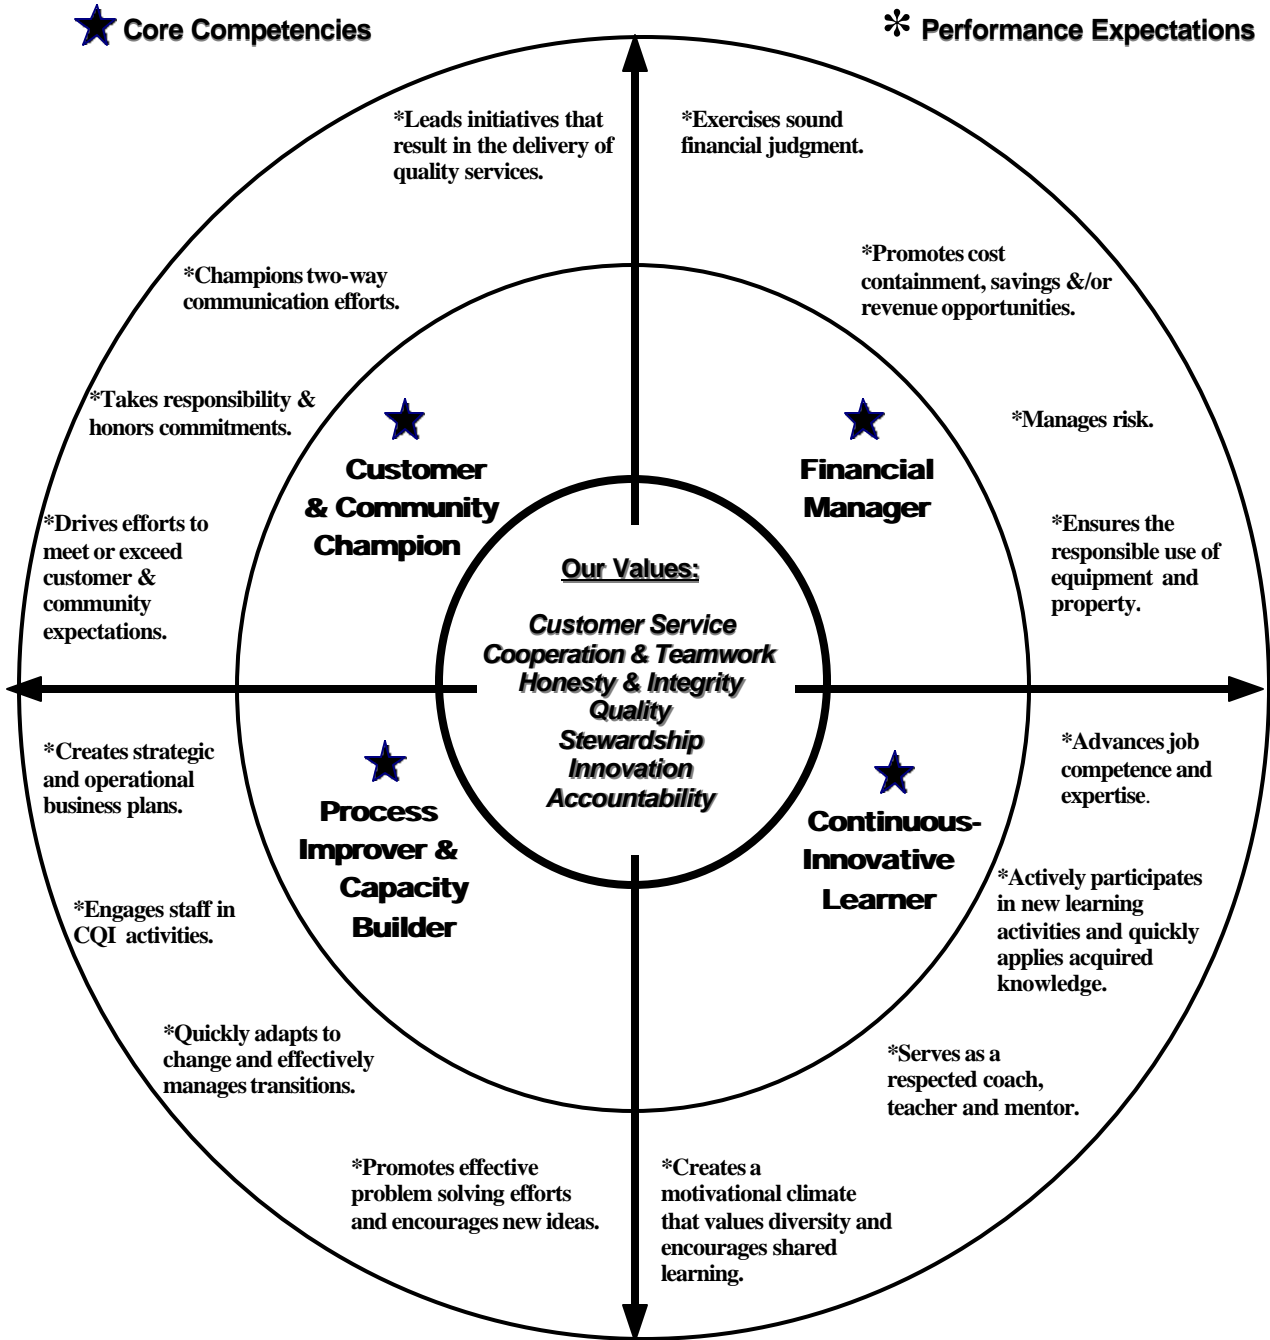 ★ Core Competencies
* Performance Expectations
*Leads initiatives that
result in the delivery of
quality services.
*Champions two-way
communication efforts.
*Takes responsibility &
honors commitments.
*Drives efforts to
meet or exceed
customer &
community
expectations.
★
Customer
& Community
Champion
*Exercises sound
financial judgment.
*Promotes cost
containment, savings &/or
revenue opportunities.
*Manages risk.
*Ensures the
responsible use of
equipment and
property.
★
Financial
Manager
Our Values:
Customer Service
Cooperation & Teamwork
Honesty & Integrity
Quality
Stewardship
Innovation
Accountability
★
Process
Improver &
Capacity
Builder
*Creates strategic
and operational
business plans.
*Engages staff in
CQI activities.
*Quickly adapts to
change and effectively
manages transitions.
*Promotes effective
problem solving efforts
and encourages new ideas.
★
Continuous-
Innovative
Learner
*Advances job
competence and
expertise.
*Actively participates
in new learning
activities and quickly
applies acquired
knowledge.
*Serves as a
respected coach,
teacher and mentor.
*Creates a
motivational climate
that values diversity and
encourages shared
learning.